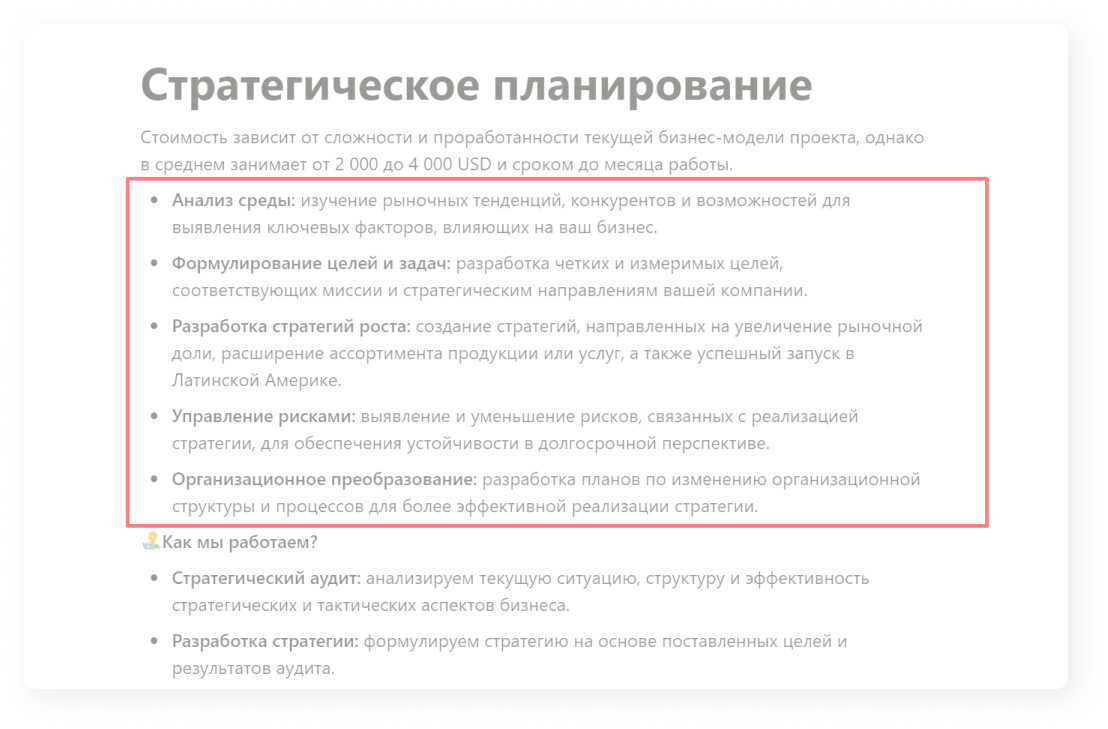 Стратегическое планирование
Стоимость зависит от сложности и проработанности текущей бизнес-модели проекта, однако
в среднем занимает от 2 000 до 4 000 USD и сроком до месяца работы.
• Анализ среды: изучение рыночных тенденций, конкурентов и возможностей для
выявления ключевых факторов, влияющих на ваш бизнес.
• Формулирование целей и задач: разработка четких и измеримых целей,
соответствующих миссии и стратегическим направлениям вашей компании.
• Разработка стратегий роста: создание стратегий, направленных на увеличение рыночной
доли, расширение ассортимента продукции или услуг, а также успешный запуск в
Латинской Америке.
• Управление рисками: выявление и уменьшение рисков, связанных с реализацией
стратегии, для обеспечения устойчивости в долгосрочной перспективе.
• Организационное преобразование: разработка планов по изменению организационной
структуры и процессов для более эффективной реализации стратегии.
Как мы работаем?
• Стратегический аудит: анализируем текущую ситуацию, структуру и эффективность
стратегических и тактических аспектов бизнеса.
• Разработка стратегии: формулируем стратегию на основе поставленных целей и
результатов аудита.